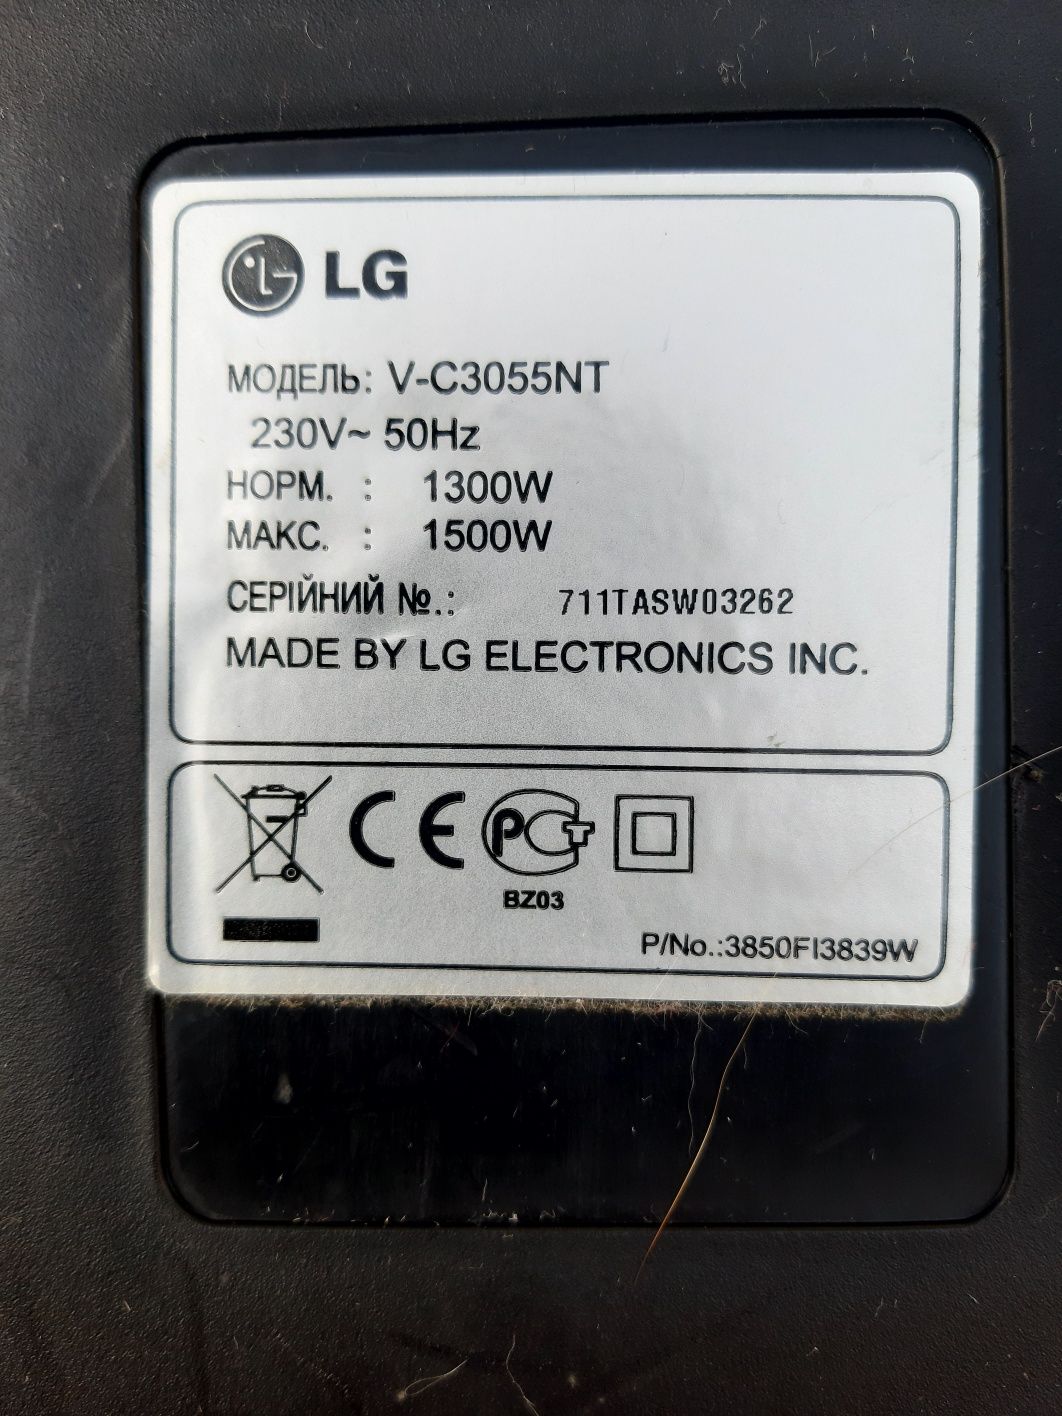 LG
МОДЕЛЬ: V-C3055NT
230V~ 50Hz
НОРМ. : 1300W
МАКС. : 1500W
СЕРІЙНИЙ №.: 711TASW03262
MADE BY LG ELECTRONICS INC.
CE PCT
BZ03
P/No.:3850FI3839W